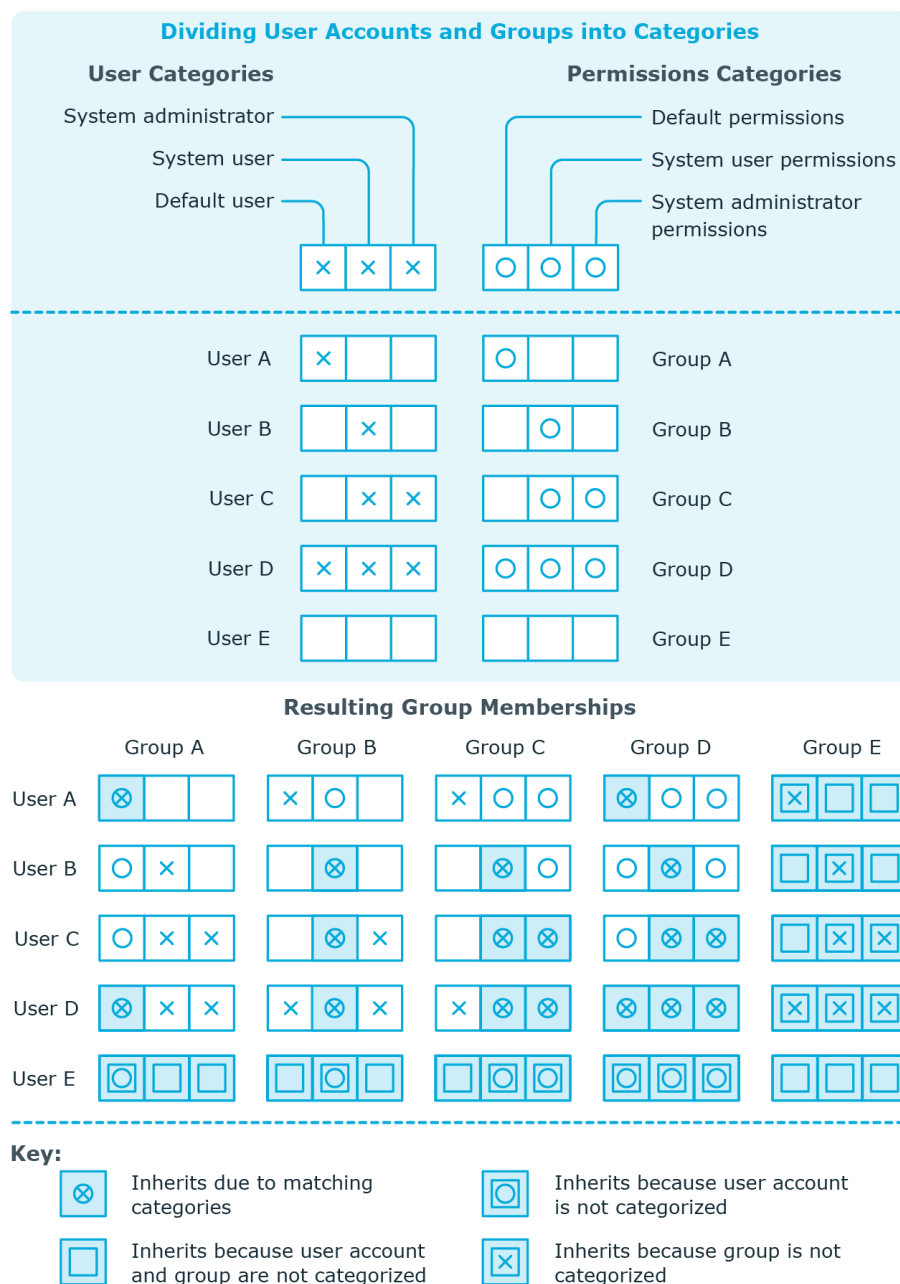 Dividing User Accounts and Groups into Categories
User Categories
Permissions Categories
System administrator
Default permissions
System user
System user permissions
Default user
System administrator
permissions
User A
Group A
User B
Group B
User C
Group C
User D
Group D
User E
Group E
Resulting Group Memberships
Group A Group B Group C Group D Group E
User A
User B
User C
User D
User E
Key:
Inherits due to matching
categories
Inherits because user account
is not categorized
Inherits because user account
and group are not categorized
Inherits because group is not
categorized